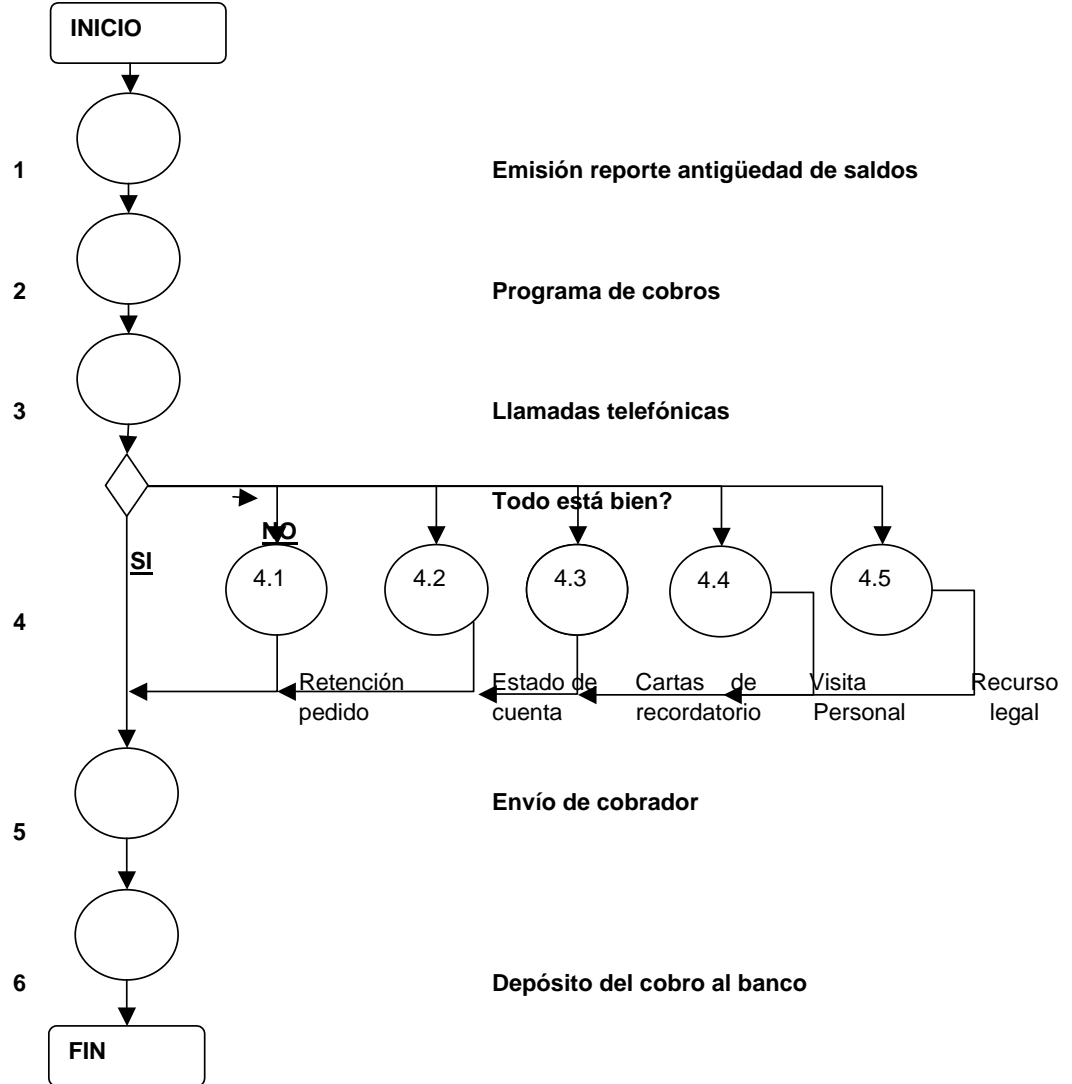 INICIO
1 Emisión reporte antigüedad de saldos
2 Programa de cobros
3 Llamadas telefónicas
Todo está bien?
NO
SI
4.1 4.2 4.3 4.4 4.5
4
Retención Estado de Cartas de Visita Recurso
pedido cuenta recordatorio Personal legal
Envío de cobrador
5
6 Depósito del cobro al banco
FIN